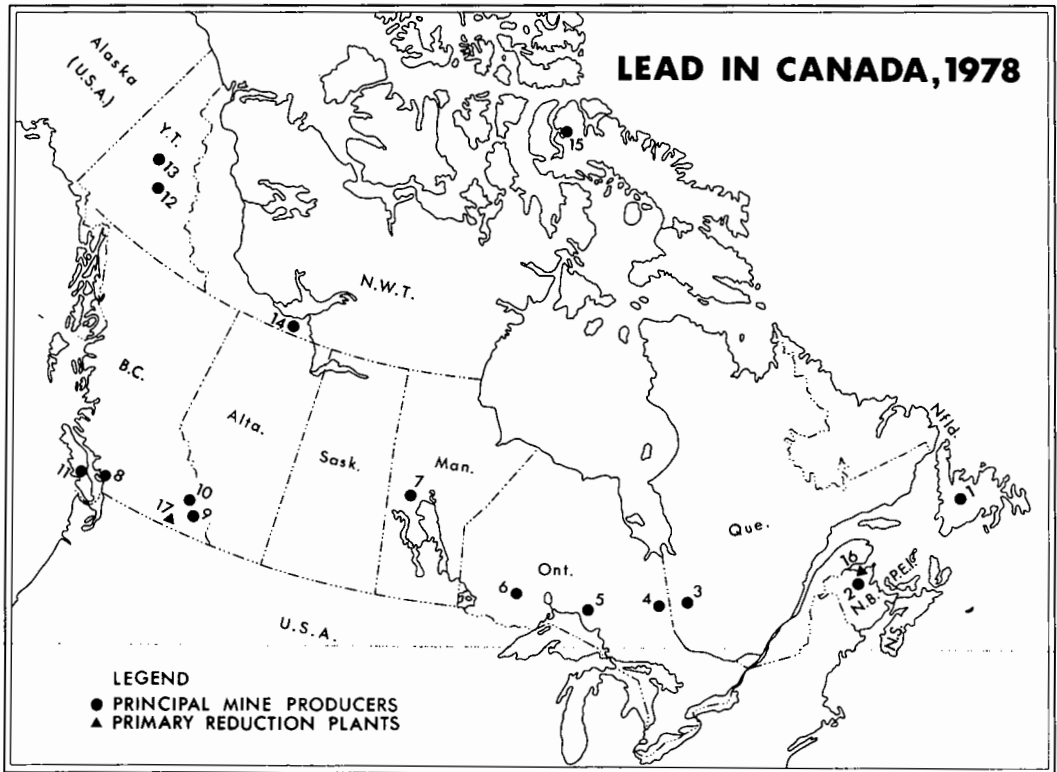 LEAD IN CANADA, 1978
Alaska
(U.S.A.)
Y.T.
13
12
15
N.W.T.
14
B.C.
Alta.
Sask.
Man.
7
11
8
10
9
17
Nfld.
1
Que.
Ont.
6
5
4
3
16
2
N.B.
P.E.I.
N.S.
U.S.A.
LEGEND
● PRINCIPAL MINE PRODUCERS
▲ PRIMARY REDUCTION PLANTS